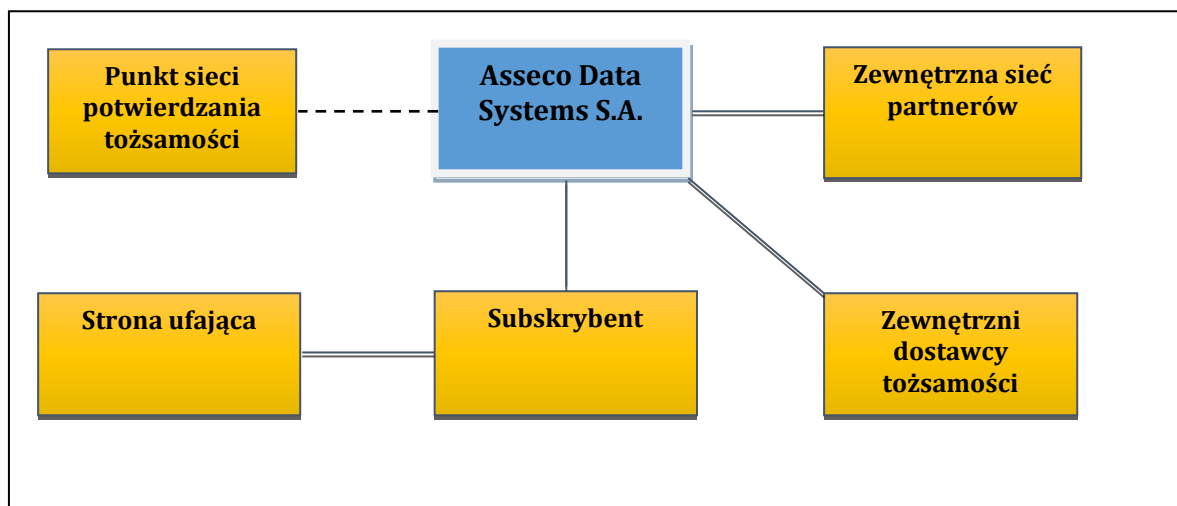 Punkt sieci
potwierdzania
tożsamości
Asseco Data
Systems S.A.
Zewnętrzna sieć
partnerów
Strona ufająca
Subskrybent
Zewnętrzni
dostawcy
tożsamości